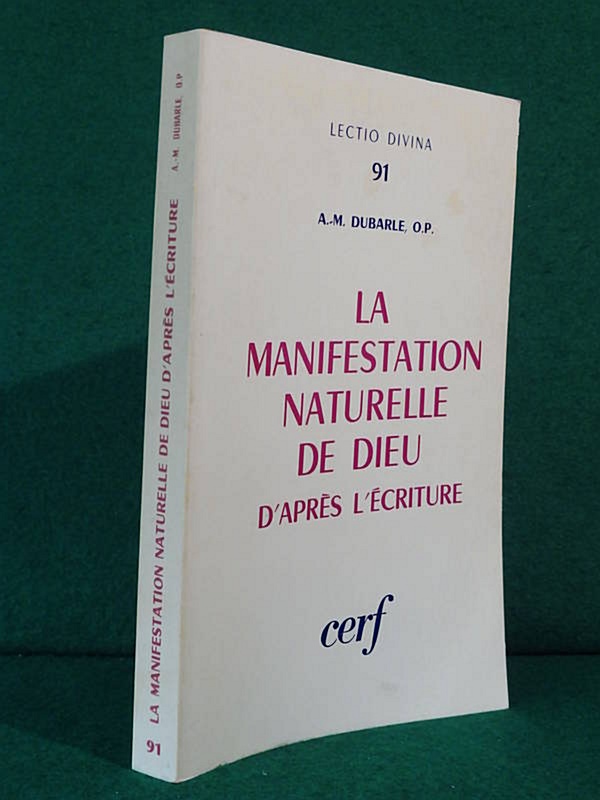 LECTIO DIVINA
91
A.-M. DUBARLE, O.P.
LA
MANIFESTATION
NATURELLE
DE DIEU
D'APRÈS L'ÉCRITURE
cerf
91 LA MANIFESTATION NATURELLE DE DIEU D'APRÈS L'ÉCRITURE A.-M. DUBARLE, O.P